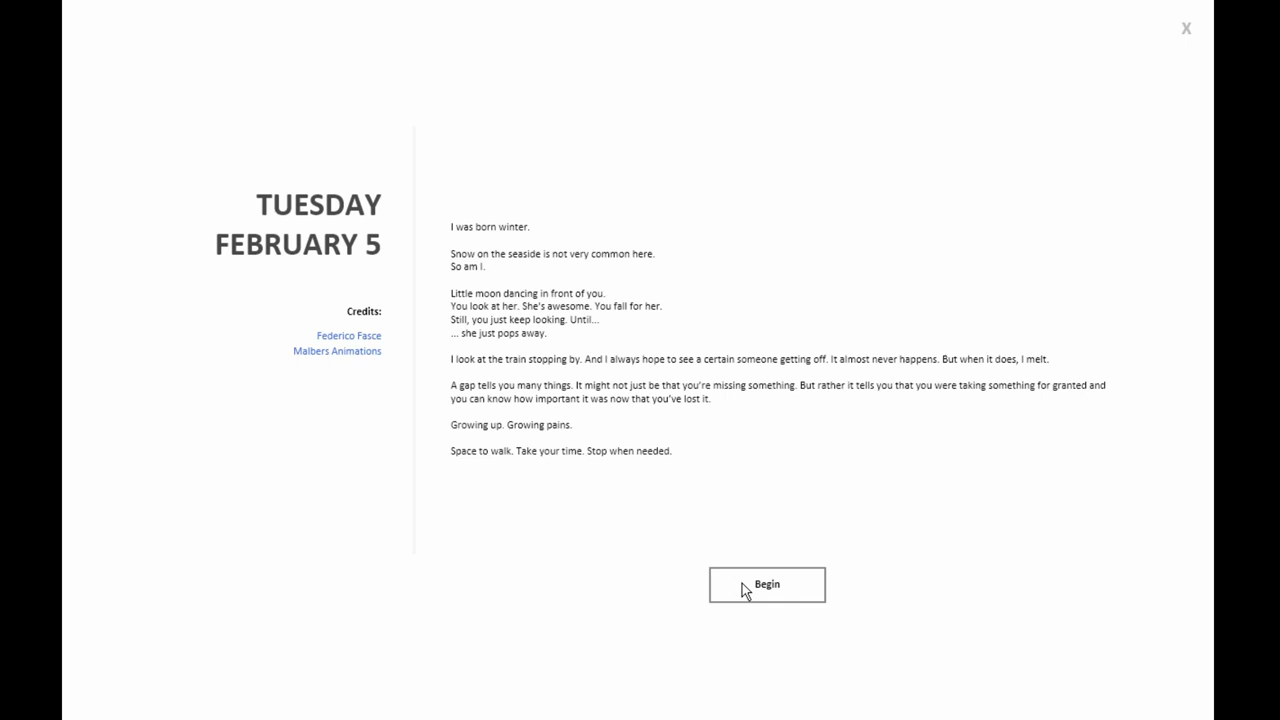 X
TUESDAY
FEBRUARY 5
Credits:
Federico Fasce
Malbers Animations
I was born winter.
Snow on the seaside is not very common here.
So am I.
Little moon dancing in front of you.
You look at her. She's awesome. You fall for her.
Still, you just keep looking. Until...
... she just pops away.
I look at the train stopping by. And I always hope to see a certain someone getting off. It almost never happens. But when it does, I melt.
A gap tells you many things. It might not just be that you're missing something. But rather it tells you that you were taking something for granted and
you can know how important it was now that you've lost it.
Growing up. Growing pains.
Space to walk. Take your time. Stop when needed.
Begin